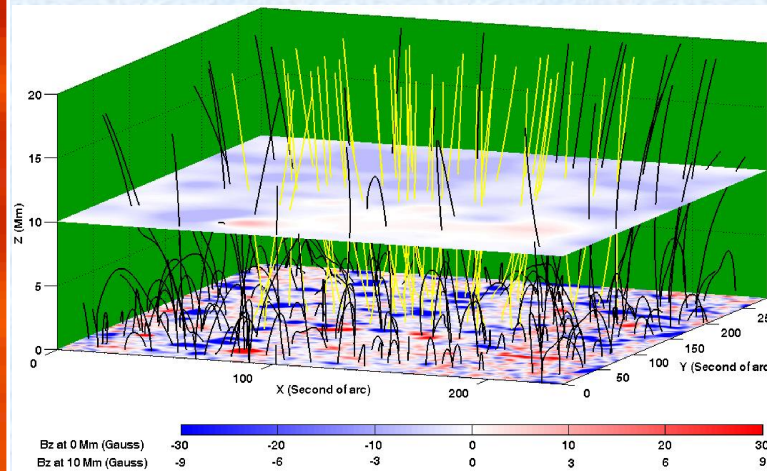 20
15
10
5
0
Z (Mm)
0
100
200
X (Second of arc)
0
50
100
150
200
Y (Second of arc
Bz at 0 Mm (Gauss) -30 -20 -10 0 10 20 30
Bz at 10 Mm (Gauss) -9 -6 -3 0 3 6 9